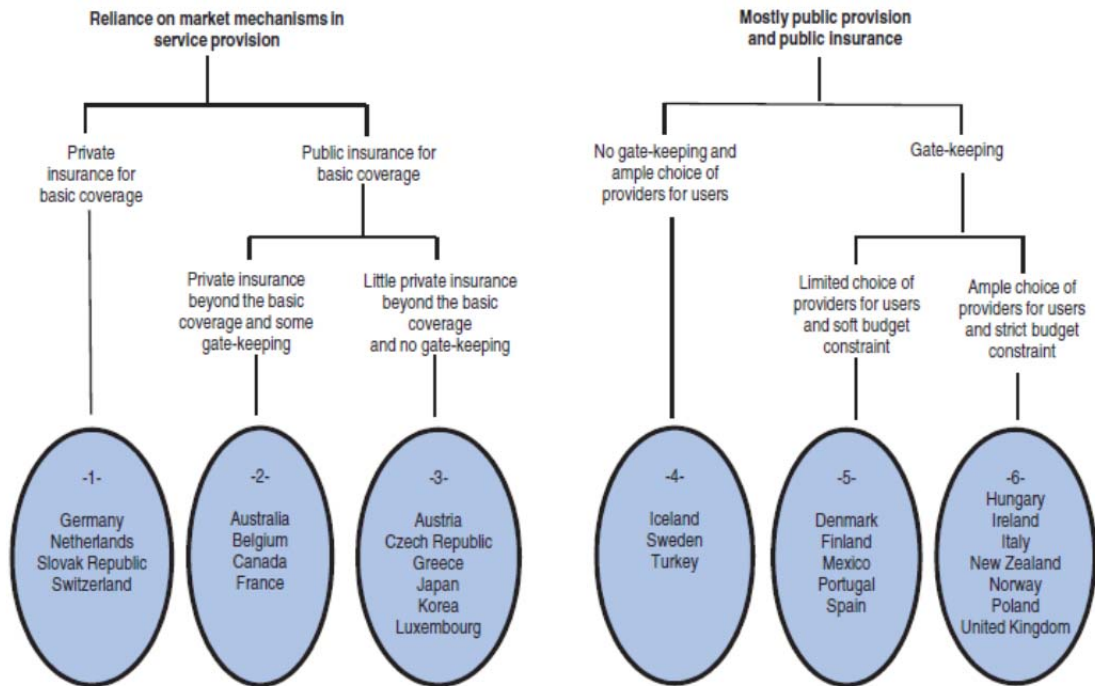 Reliance on market mechanisms in
service provision
Mostly public provision
and public insurance
Private
insurance for
basic coverage
Public insurance for
basic coverage
No gate-keeping and
ample choice of
providers for users
Gate-keeping
Private insurance
beyond the basic
coverage and some
gate-keeping
Little private insurance
beyond the basic
coverage
and no gate-keeping
Limited choice of
providers for users
and soft budget
constraint
Ample choice of
providers for users
and strict budget
constraint
-1-
Germany
Netherlands
Slovak Republic
Switzerland
-2-
Australia
Belgium
Canada
France
-3-
Austria
Czech Republic
Greece
Japan
Korea
Luxembourg
-4-
Iceland
Sweden
Turkey
-5-
Denmark
Finland
Mexico
Portugal
Spain
-6-
Hungary
Ireland
Italy
New Zealand
Norway
Poland
United Kingdom